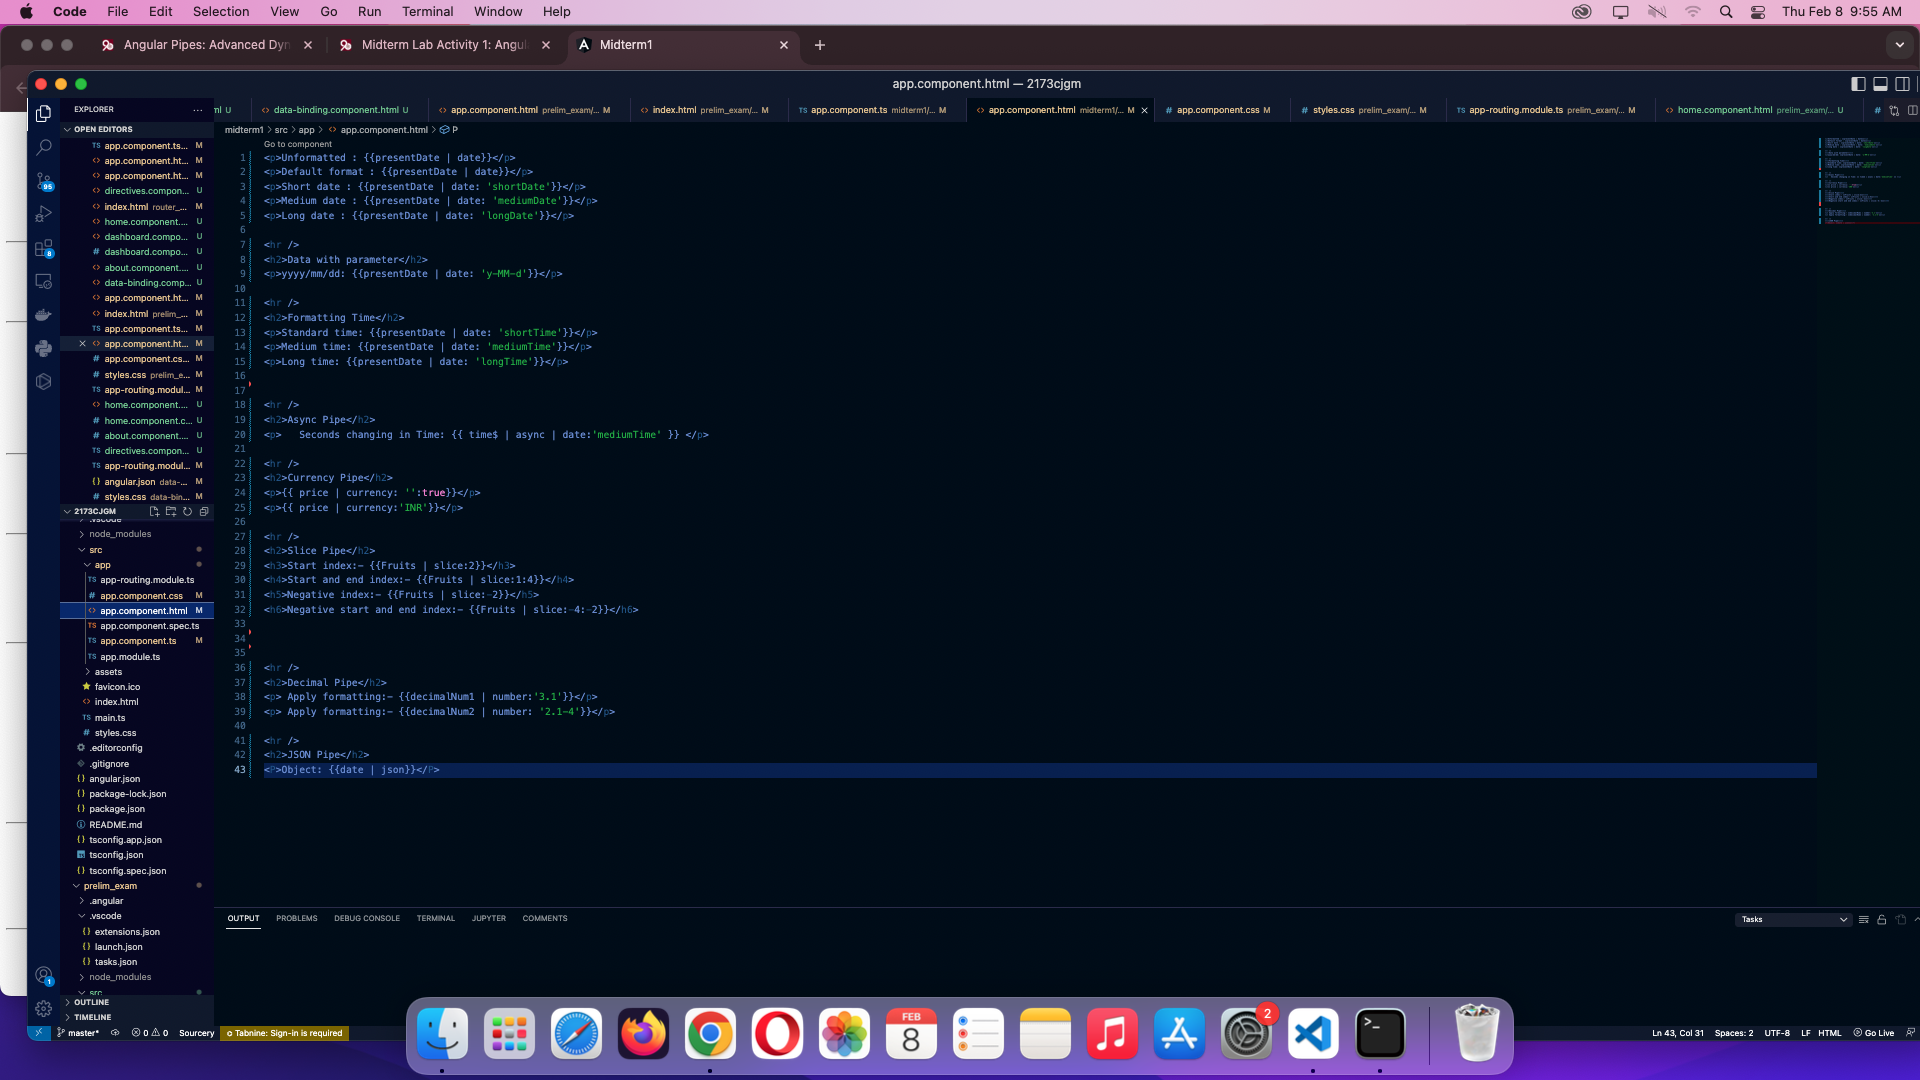 Code File Edit Selection View Go Run Terminal Window Help Thu Feb 8 9:55 AM
Angular Pipes: Advanced Dyn Midterm Lab Activity 1: Angul Midterm1
app.component.html — 2173cjgm
EXPLORER
ml U data-binding.component.html U app.component.html prelim_exam/... M index.html prelim_exam/... M app.component.ts midterm1/... M app.component.html midterm1/... M app.component.css M styles.css prelim_exam/... M app-routing.module.ts prelim_exam/... M home.component.html prelim_exam/... U
midterm1 > src > app > app.component.html > P
OPEN EDITORS
app.component.ts... M
app.component.ht... M
app.component.ht... M
directives.compon... U
index.html router_... M
home.component.... U
dashboard.compo... U
dashboard.compo... U
about.component.... U
data-binding.comp... U
app.component.ht... M
index.html prelim_... M
app.component.ts... M
app.component.ht... M
app.component.cs... M
styles.css prelim_e... M
app-routing.modul... M
home.component.... U
home.component.c... U
about.component.... U
directives.compon... U
app-routing.modul... M
angular.json data-... M
styles.css data-bin... M
2173CJGM
.vscode
node_modules
src
app
app-routing.module.ts
app.component.css M
app.component.html M
app.component.spec.ts
app.component.ts M
app.module.ts
assets
favicon.ico
index.html
main.ts
styles.css
.editorconfig
.gitignore
angular.json
package-lock.json
package.json
README.md
tsconfig.app.json
tsconfig.json
tsconfig.spec.json
prelim_exam
.angular
.vscode
extensions.json
launch.json
tasks.json
node_modules
src
OUTLINE
TIMELINE
95
8
1
Go to component
1 <p>Unformatted : {{presentDate | date}}</p>
2 <p>Default format : {{presentDate | date}}</p>
3 <p>Short date : {{presentDate | date: 'shortDate'}}</p>
4 <p>Medium date : {{presentDate | date: 'mediumDate'}}</p>
5 <p>Long date : {{presentDate | date: 'longDate'}}</p>
6
7 <hr />
8 <h2>Data with parameter</h2>
9 <p>yyyy/mm/dd: {{presentDate | date: 'y-MM-d'}}</p>
10
11 <hr />
12 <h2>Formatting Time</h2>
13 <p>Standard time: {{presentDate | date: 'shortTime'}}</p>
14 <p>Medium time: {{presentDate | date: 'mediumTime'}}</p>
15 <p>Long time: {{presentDate | date: 'longTime'}}</p>
16
17
18 <hr />
19 <h2>Async Pipe</h2>
20 <p> Seconds changing in Time: {{ time$ | async | date:'mediumTime' }} </p>
21
22 <hr />
23 <h2>Currency Pipe</h2>
24 <p>{{ price | currency: '':true}}</p>
25 <p>{{ price | currency:'INR'}}</p>
26
27 <hr />
28 <h2>Slice Pipe</h2>
29 <h3>Start index:- {{Fruits | slice:2}}</h3>
30 <h4>Start and end index:- {{Fruits | slice:1:4}}</h4>
31 <h5>Negative index:- {{Fruits | slice:-2}}</h5>
32 <h6>Negative start and end index:- {{Fruits | slice:-4:-2}}</h6>
33
34
35
36 <hr />
37 <h2>Decimal Pipe</h2>
38 <p> Apply formatting:- {{decimalNum1 | number:'3.1'}}</p>
39 <p> Apply formatting:- {{decimalNum2 | number: '2.1-4'}}</p>
40
41 <hr />
42 <h2>JSON Pipe</h2>
43 <P>Object: {{date | json}}</P>
OUTPUT PROBLEMS DEBUG CONSOLE TERMINAL JUPYTER COMMENTS Tasks
master* 0 0 Sourcery Tabnine: Sign-in is required Ln 43, Col 31 Spaces: 2 UTF-8 LF HTML Go Live
FEB
8
2